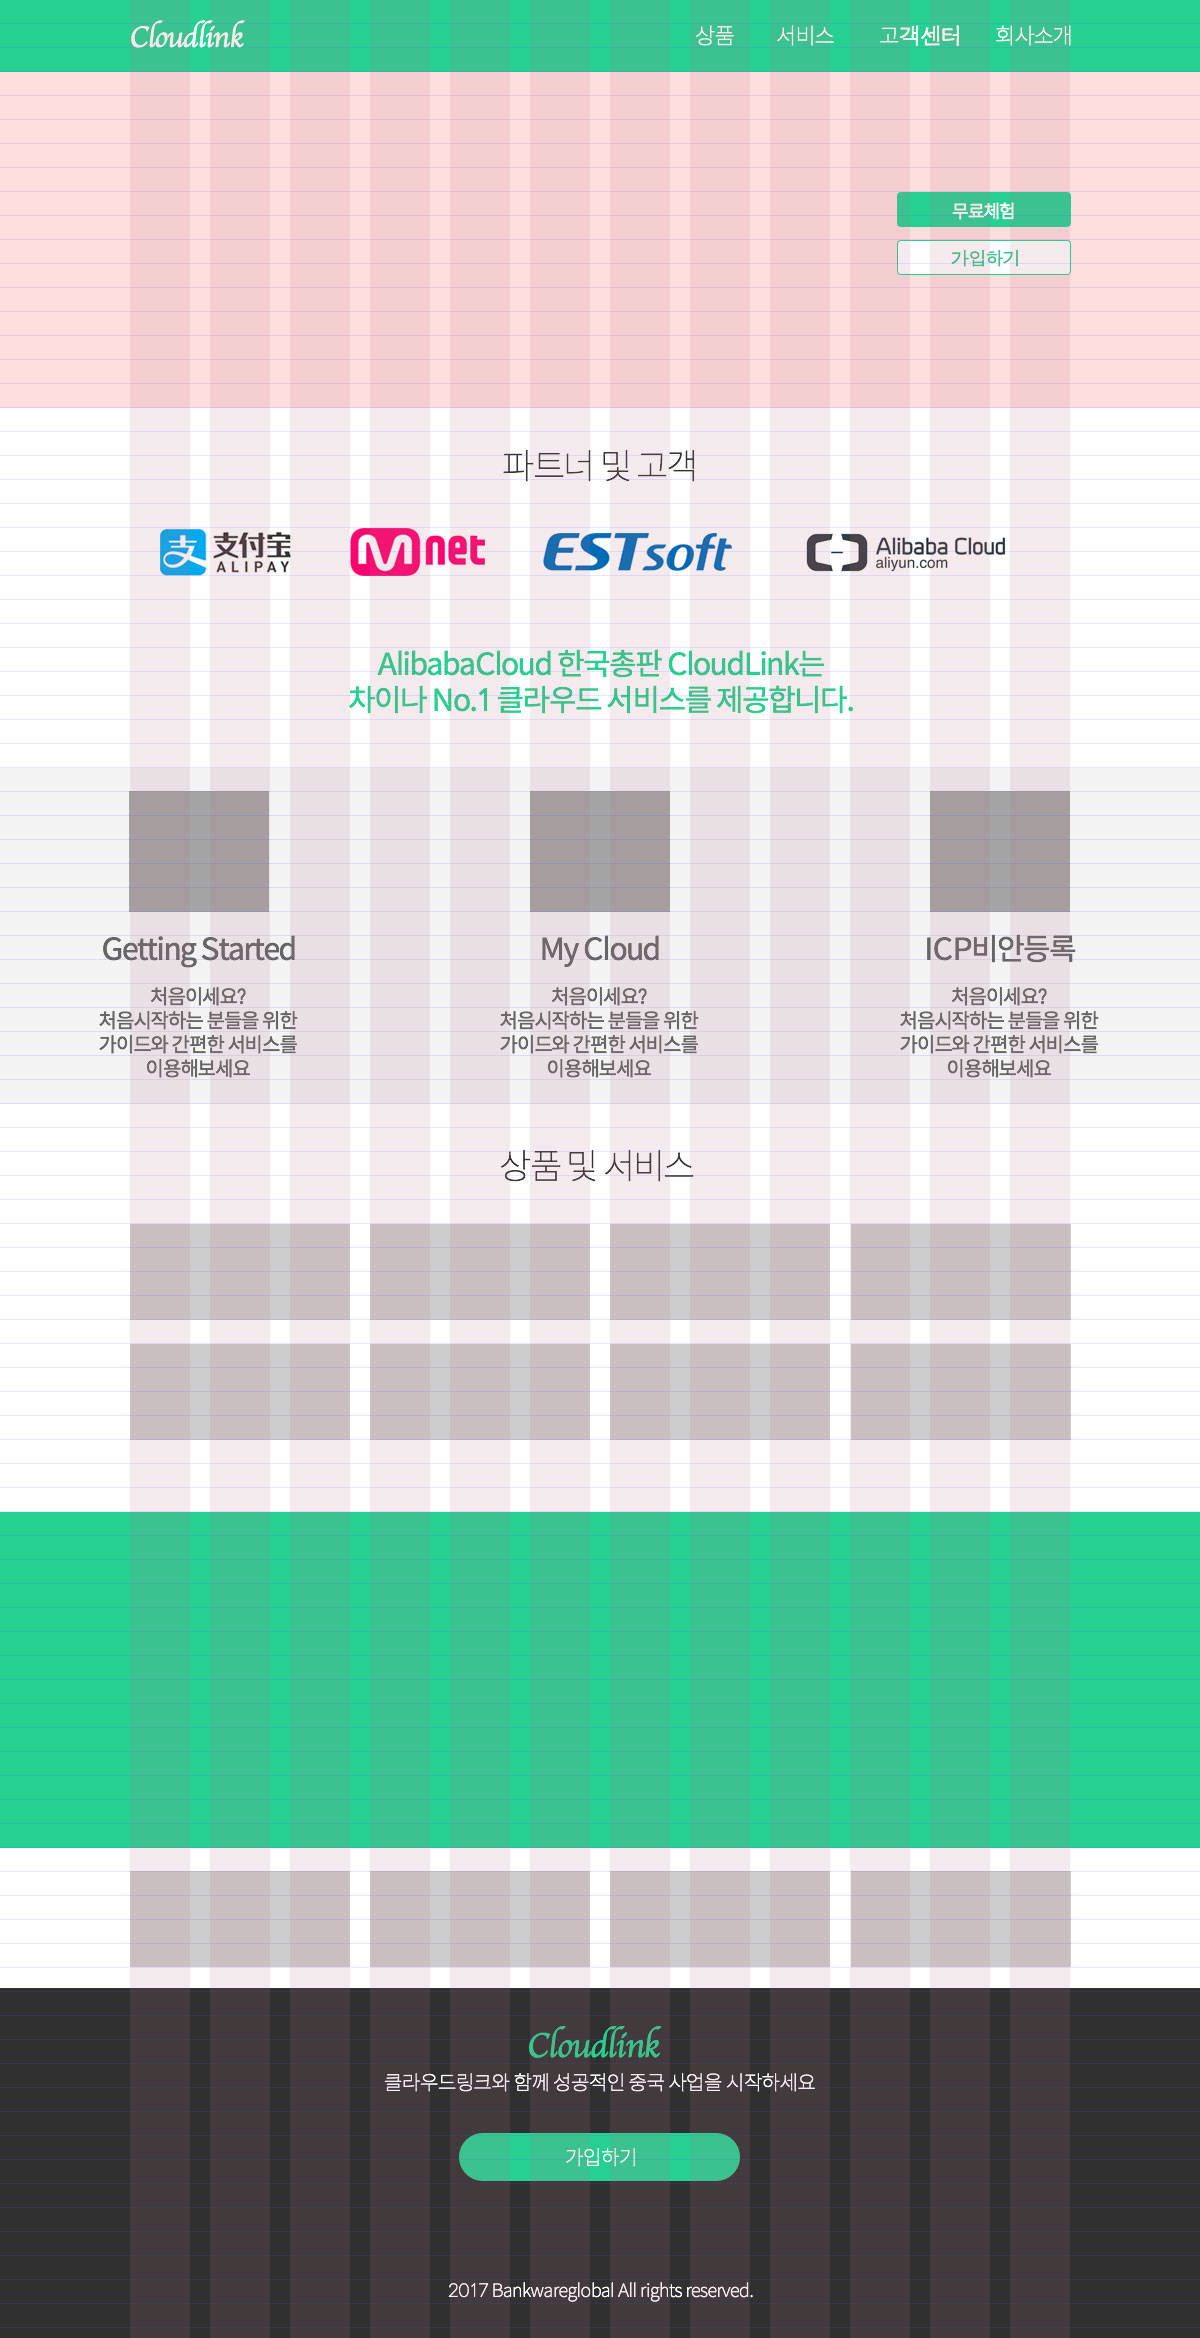 Cloudlink
상품 서비스 고객센터 회사소개
무료체험
가입하기
파트너 및 고객
支 支付宝 ALIPAY
M net
ESTsoft
Alibaba Cloud
aliyun.com
AlibabaCloud 한국총판 CloudLink는
차이나 No.1 클라우드 서비스를 제공합니다.
Getting Started
처음이세요?
처음시작하는 분들을 위한
가이드와 간편한 서비스를
이용해보세요
My Cloud
처음이세요?
처음시작하는 분들을 위한
가이드와 간편한 서비스를
이용해보세요
ICP비안등록
처음이세요?
처음시작하는 분들을 위한
가이드와 간편한 서비스를
이용해보세요
상품 및 서비스
Cloudlink
클라우드링크와 함께 성공적인 중국 사업을 시작하세요
가입하기
2017 Bankwareglobal All rights reserved.